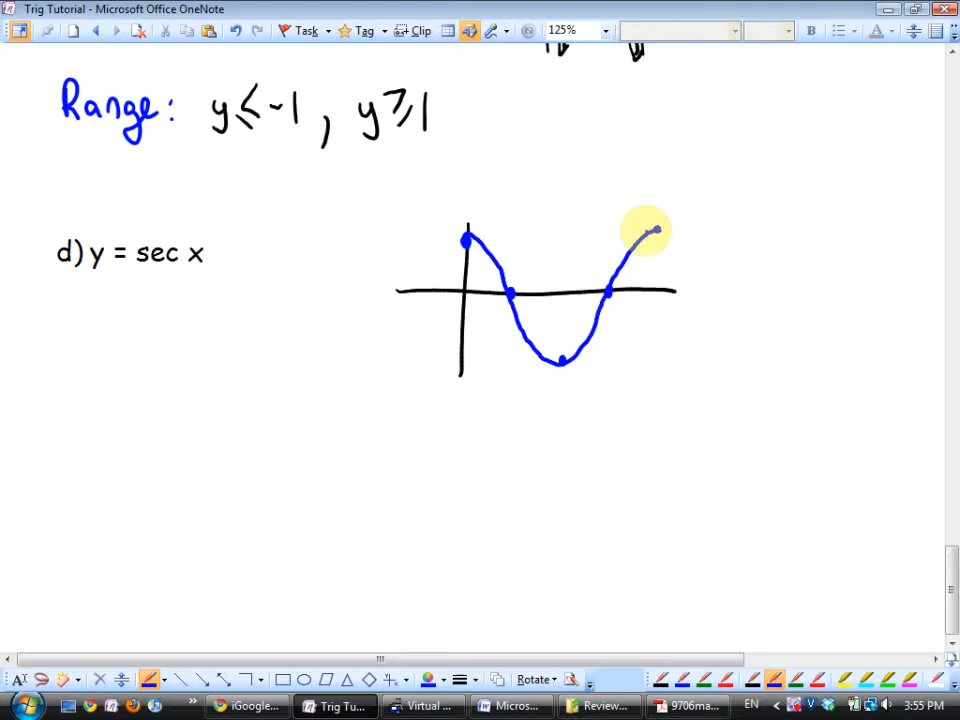 Trig Tutorial - Microsoft Office OneNote
Task Tag Clip 125% B A
Range: y≤-1, y≥1
d) y = sec x
Rotate
iGoogle... Trig Tu... Virtual ... Micros... Review... 9706ma... EN 3:55 PM